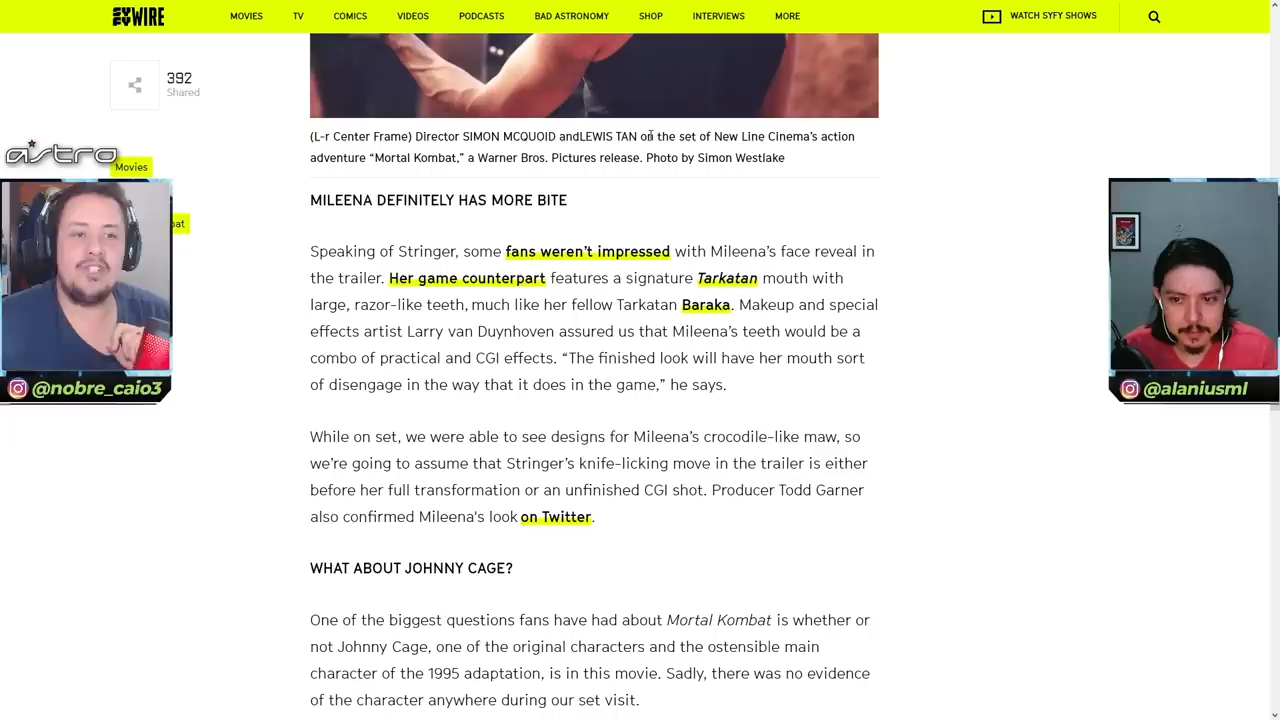 SYFY WIRE
MOVIES TV COMICS VIDEOS PODCASTS BAD ASTRONOMY SHOP INTERVIEWS MORE WATCH SYFY SHOWS
392
Shared
(L-r Center Frame) Director SIMON MCQUOID andLEWIS TAN on the set of New Line Cinema's action
adventure “Mortal Kombat,” a Warner Bros. Pictures release. Photo by Simon Westlake
astro
Movies
bat
MILEENA DEFINITELY HAS MORE BITE
Speaking of Stringer, some fans weren't impressed with Mileena's face reveal in
the trailer. Her game counterpart features a signature Tarkatan mouth with
large, razor-like teeth, much like her fellow Tarkatan Baraka. Makeup and special
effects artist Larry van Duynhoven assured us that Mileena's teeth would be a
combo of practical and CGI effects. “The finished look will have her mouth sort
of disengage in the way that it does in the game,” he says.
@nobre_caio3
@alaniusml
While on set, we were able to see designs for Mileena's crocodile-like maw, so
we're going to assume that Stringer's knife-licking move in the trailer is either
before her full transformation or an unfinished CGI shot. Producer Todd Garner
also confirmed Mileena's look on Twitter.
WHAT ABOUT JOHNNY CAGE?
One of the biggest questions fans have had about Mortal Kombat is whether or
not Johnny Cage, one of the original characters and the ostensible main
character of the 1995 adaptation, is in this movie. Sadly, there was no evidence
of the character anywhere during our set visit.